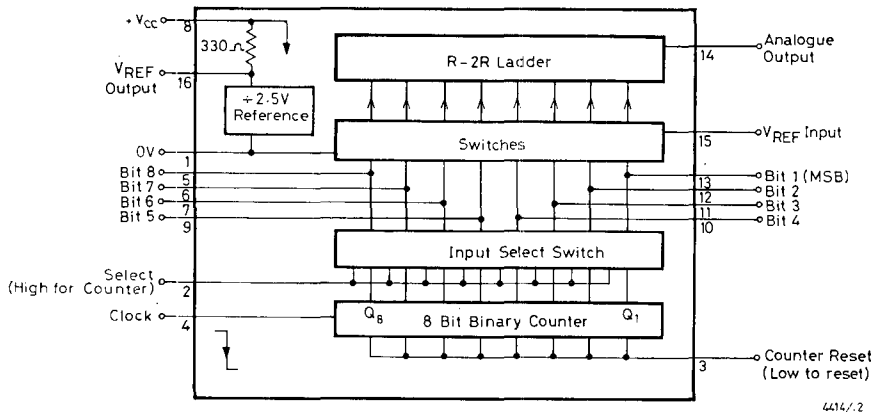 + VCC
8
330Ω
VREF
Output
16
÷2.5V
Reference
R-2R Ladder
14
Analogue
Output
0V
1
Switches
15
VREF Input
Bit 8
5
Bit 7
6
Bit 6
7
Bit 5
9
Bit 1 (MSB)
13
Bit 2
12
Bit 3
11
Bit 4
10
Input Select Switch
Select
(High for Counter)
2
Clock
4
Q8
8 Bit Binary Counter
Q1
3
Counter Reset
(Low to reset)
4414/.2